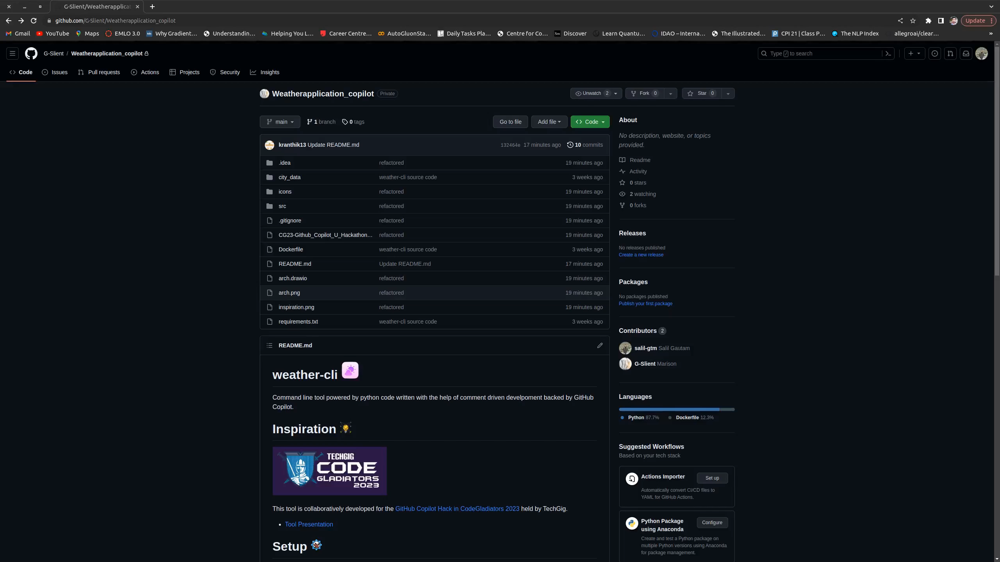 G-Slient/Weatherapplicat
github.com/G-Slient/Weatherapplication_copilot
Update
Gmail YouTube Maps EMLO 3.0 Why Gradient... Understandin... Helping You L... Career Centre... AutoGluonSta... Daily Tasks Pla... Centre for Co... Discover Learn Quantu... IDAO – Interna... The Illustrated... CPI 21 | Class P... The NLP Index allegroai/clear... »
G-Slient / Weatherapplication_copilot
Type / to search
Code Issues Pull requests Actions Projects Security Insights
Weatherapplication_copilot Private
Unwatch 2 Fork 0 Star 0
main 1 branch 0 tags
Go to file Add file Code
kranthik13 Update README.md 132464e 17 minutes ago 10 commits
.idea refactored 19 minutes ago
city_data weather-cli source code 3 weeks ago
icons refactored 19 minutes ago
src refactored 19 minutes ago
.gitignore refactored 19 minutes ago
CG23-Github_Copilot_U_Hackathon... refactored 19 minutes ago
Dockerfile weather-cli source code 3 weeks ago
README.md Update README.md 17 minutes ago
arch.drawio refactored 19 minutes ago
arch.png refactored 19 minutes ago
inspiration.png refactored 19 minutes ago
requirements.txt weather-cli source code 3 weeks ago
README.md
weather-cli
Command line tool powered by python code written with the help of comment driven develpoment backed by GitHub
Copilot.
Inspiration
TECHGIG
CODE
GLADIATORS
2023
This tool is collaboratively developed for the GitHub Copilot Hack in CodeGladiators 2023 held by TechGig.
• Tool Presentation
Setup
About
No description, website, or topics
provided.
Readme
Activity
0 stars
2 watching
0 forks
Releases
No releases published
Create a new release
Packages
No packages published
Publish your first package
Contributors 2
salil-gtm Salil Gautam
G-Slient Marison
Languages
Python 87.7% Dockerfile 12.3%
Suggested Workflows
Based on your tech stack
Actions Importer Set up
Automatically convert CI/CD files to
YAML for GitHub Actions.
Python Package Configure
using Anaconda
Create and test a Python package on
multiple Python versions using Anaconda
for package management.